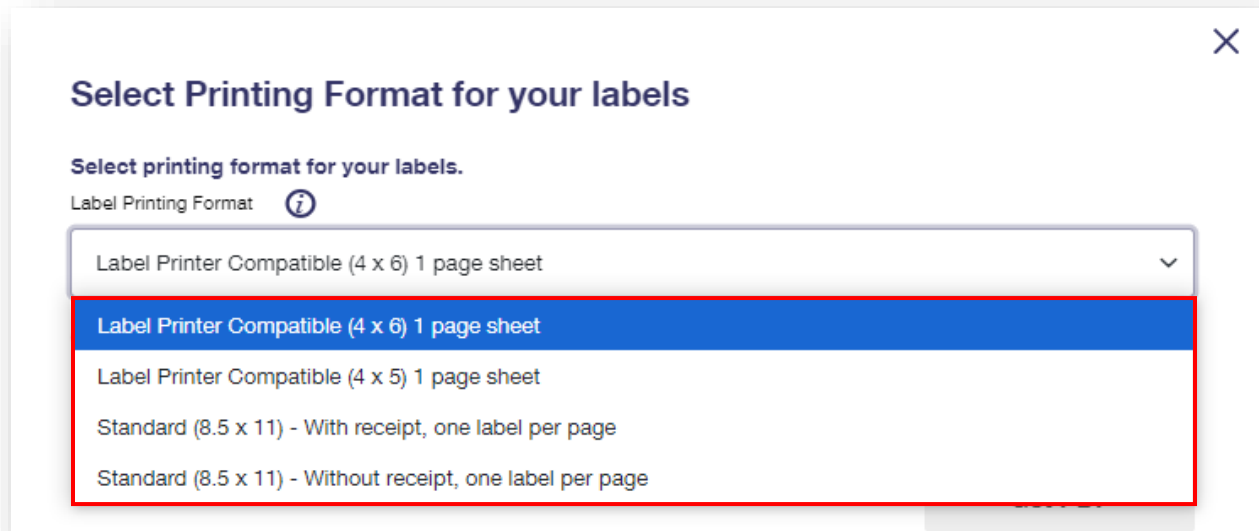 Select Printing Format for your labels
Select printing format for your labels.
Label Printing Format
Label Printer Compatible (4 x 6) 1 page sheet
Label Printer Compatible (4 x 6) 1 page sheet
Label Printer Compatible (4 x 5) 1 page sheet
Standard (8.5 x 11) - With receipt, one label per page
Standard (8.5 x 11) - Without receipt, one label per page